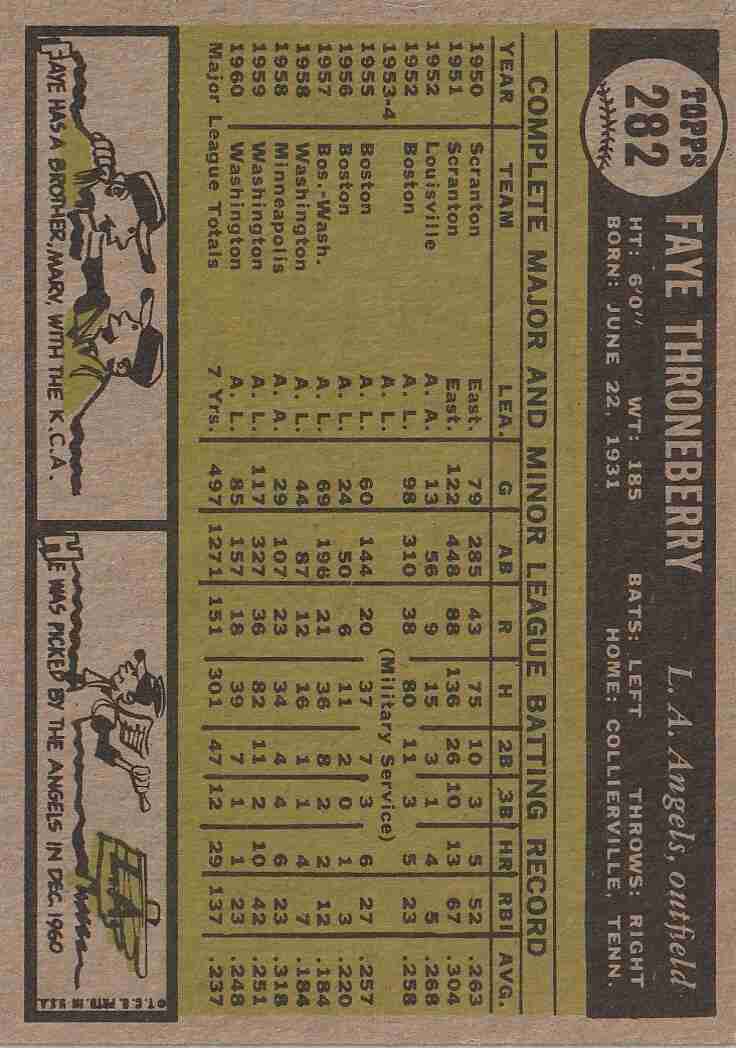 TOPPS
282
FAYE THRONEBERRY L. A. Angels, outfield
HT: 6'0" WT: 185 BATS: LEFT THROWS: RIGHT
BORN: JUNE 22, 1931 HOME: COLLIERVILLE, TENN.
COMPLETE MAJOR AND MINOR LEAGUE BATTING RECORD
YEAR TEAM LEA. G AB R H 2B 3B HR RBI AVG.
1950 Scranton East. 79 285 43 75 10 3 5 52 .263
1951 Scranton East. 122 448 88 136 26 10 13 67 .304
1952 Louisville A. A. 13 56 9 15 3 1 4 5 .268
1952 Boston A. L. 98 310 38 80 11 3 5 23 .258
1953-4 A. L. (Military Service)
1955 Boston A. L. 60 144 20 37 7 3 6 27 .257
1956 Boston A. L. 24 50 6 11 2 0 1 3 .220
1957 Bos.-Wash. A. L. 69 196 21 36 8 2 2 12 .184
1958 Washington A. L. 44 87 12 16 1 1 4 7 .184
1958 Minneapolis A. A. 29 107 23 34 4 4 6 23 .318
1959 Washington A. L. 117 327 36 82 11 2 10 42 .251
1960 Washington A. L. 85 157 18 39 7 1 1 23 .248
Major League Totals 7 Yrs. 497 1271 151 301 47 12 29 137 .237
FAYE HAS A BROTHER, MARV, WITH THE K.C.A.
L.A.
HE WAS PICKED BY THE ANGELS IN DEC. 1960
© T.C.G. PRTD. IN U.S.A.